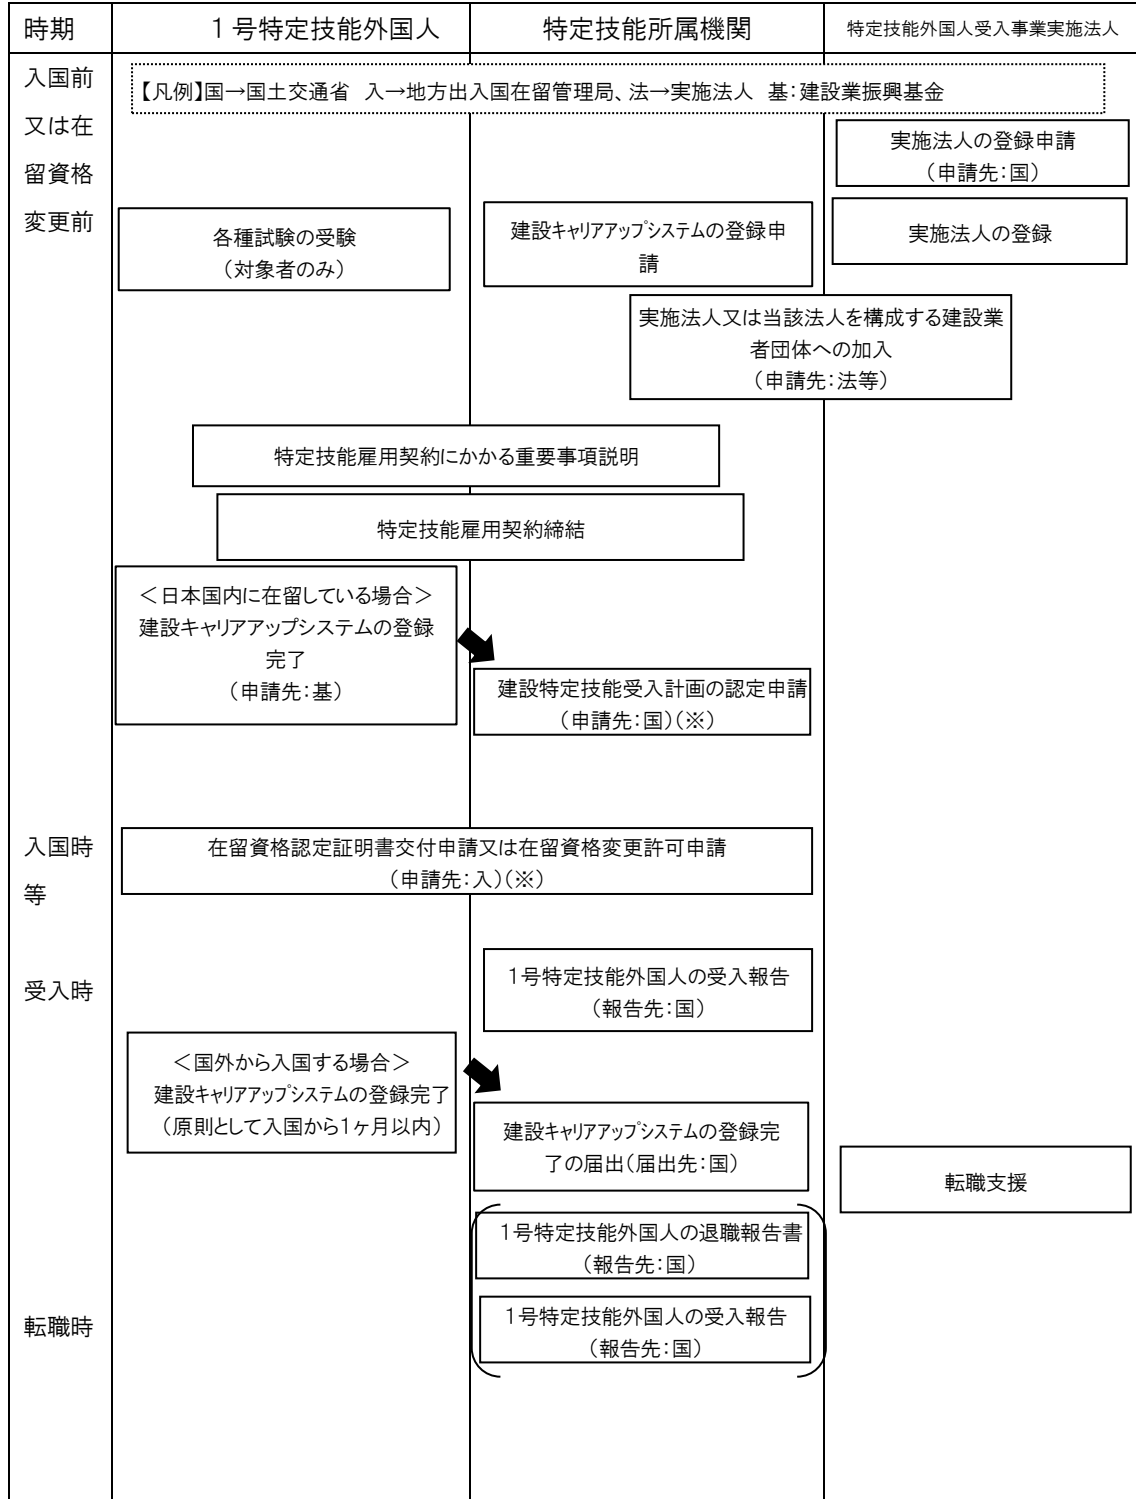 時期
１号特定技能外国人
特定技能所属機関
特定技能外国人受入事業実施法人
入国前
又は在
留資格
変更前
【凡例】国→国土交通省　入→地方出入国在留管理局、法→実施法人　基：建設業振興基金
実施法人の登録申請
（申請先：国）
各種試験の受験
（対象者のみ）
建設キャリアアップシステムの登録申
請
実施法人の登録
実施法人又は当該法人を構成する建設業
者団体への加入
（申請先：法等）
特定技能雇用契約にかかる重要事項説明
特定技能雇用契約締結
＜日本国内に在留している場合＞
建設キャリアアップシステムの登録
完了
（申請先：基）
建設特定技能受入計画の認定申請
（申請先：国）（※）
入国時
等
在留資格認定証明書交付申請又は在留資格変更許可申請
（申請先：入）（※）
受入時
１号特定技能外国人の受入報告
（報告先：国）
＜国外から入国する場合＞
建設キャリアアップシステムの登録完了
（原則として入国から１ヶ月以内）
建設キャリアアップシステムの登録完
了の届出（届出先：国）
転職支援
転職時
１号特定技能外国人の退職報告書
（報告先：国）
１号特定技能外国人の受入報告
（報告先：国）